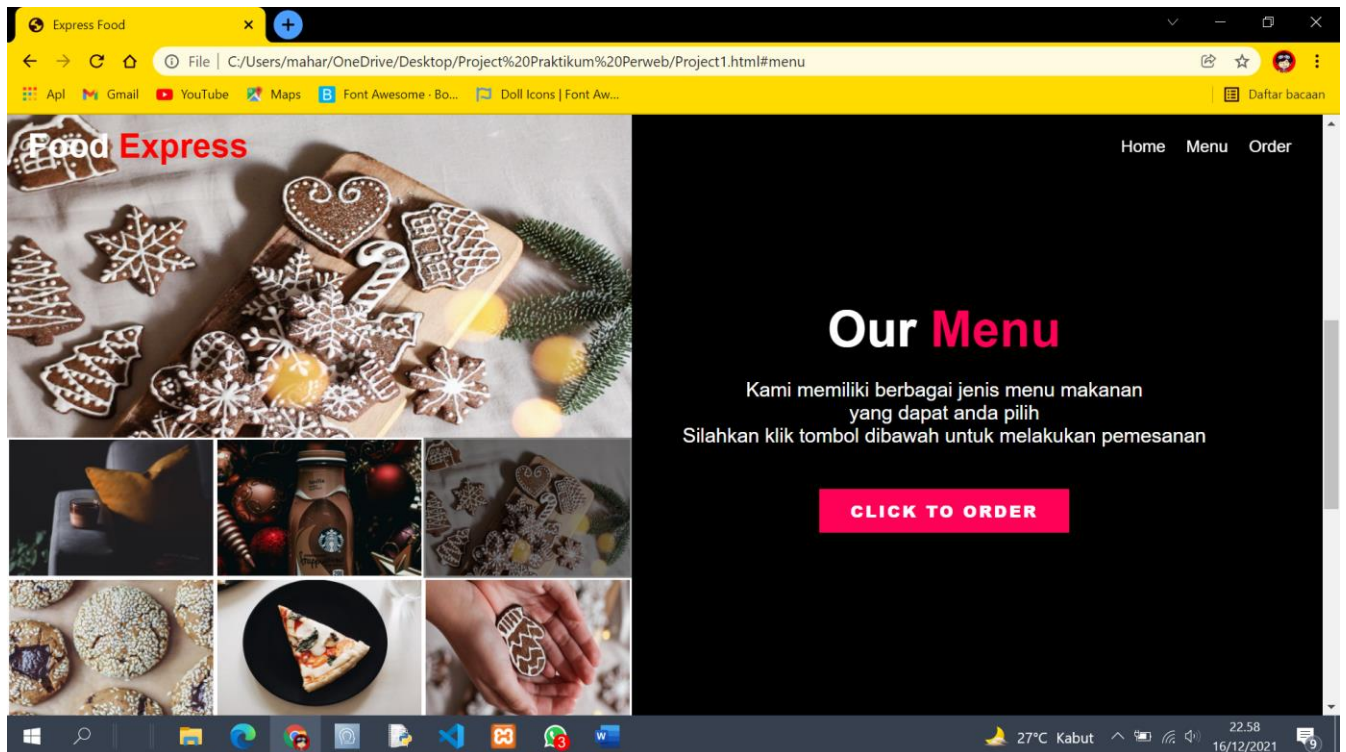 Express Food
File
C:/Users/mahar/OneDrive/Desktop/Project%20Praktikum%20Perweb/Project1.html#menu
Apl
Gmail
YouTube
Maps
B
Font Awesome · Bo...
Doll Icons | Font Aw...
Daftar bacaan
Food Express
Home
Menu
Order
Our Menu
Kami memiliki berbagai jenis menu makanan
yang dapat anda pilih
Silahkan klik tombol dibawah untuk melakukan pemesanan
CLICK TO ORDER
3
W
27°C Kabut
22.58
16/12/2021
9